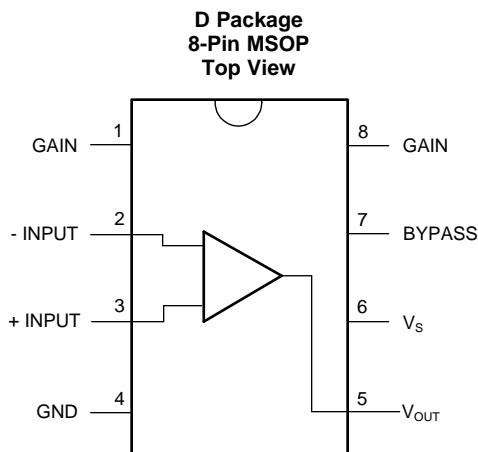 D Package
8-Pin MSOP
Top View
GAIN 1
8 GAIN
- INPUT 2
7 BYPASS
+ INPUT 3
6 VS
GND 4
5 VOUT